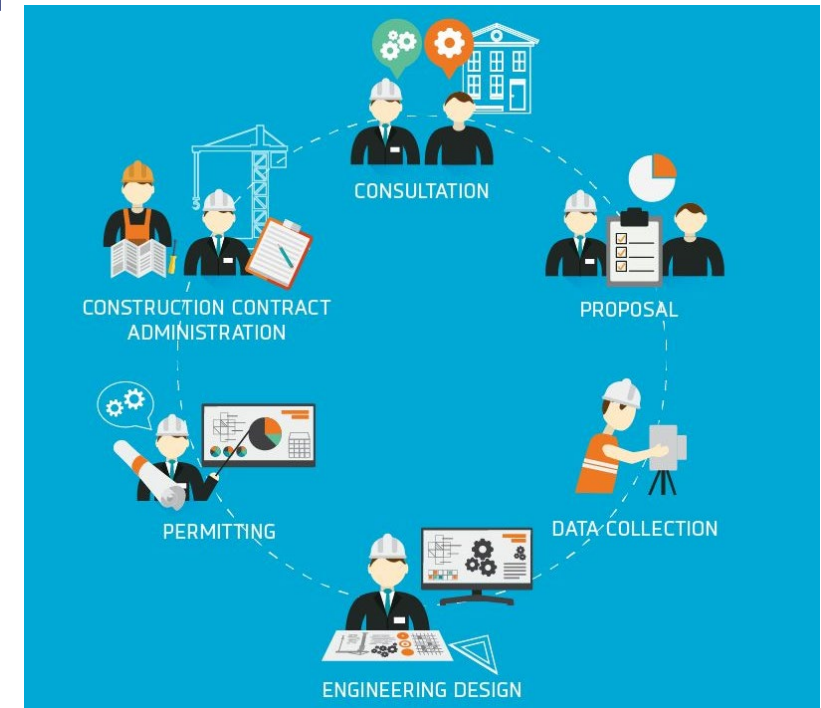 CONSULTATION
PROPOSAL
DATA COLLECTION
ENGINEERING DESIGN
PERMITTING
CONSTRUCTION CONTRACT
ADMINISTRATION